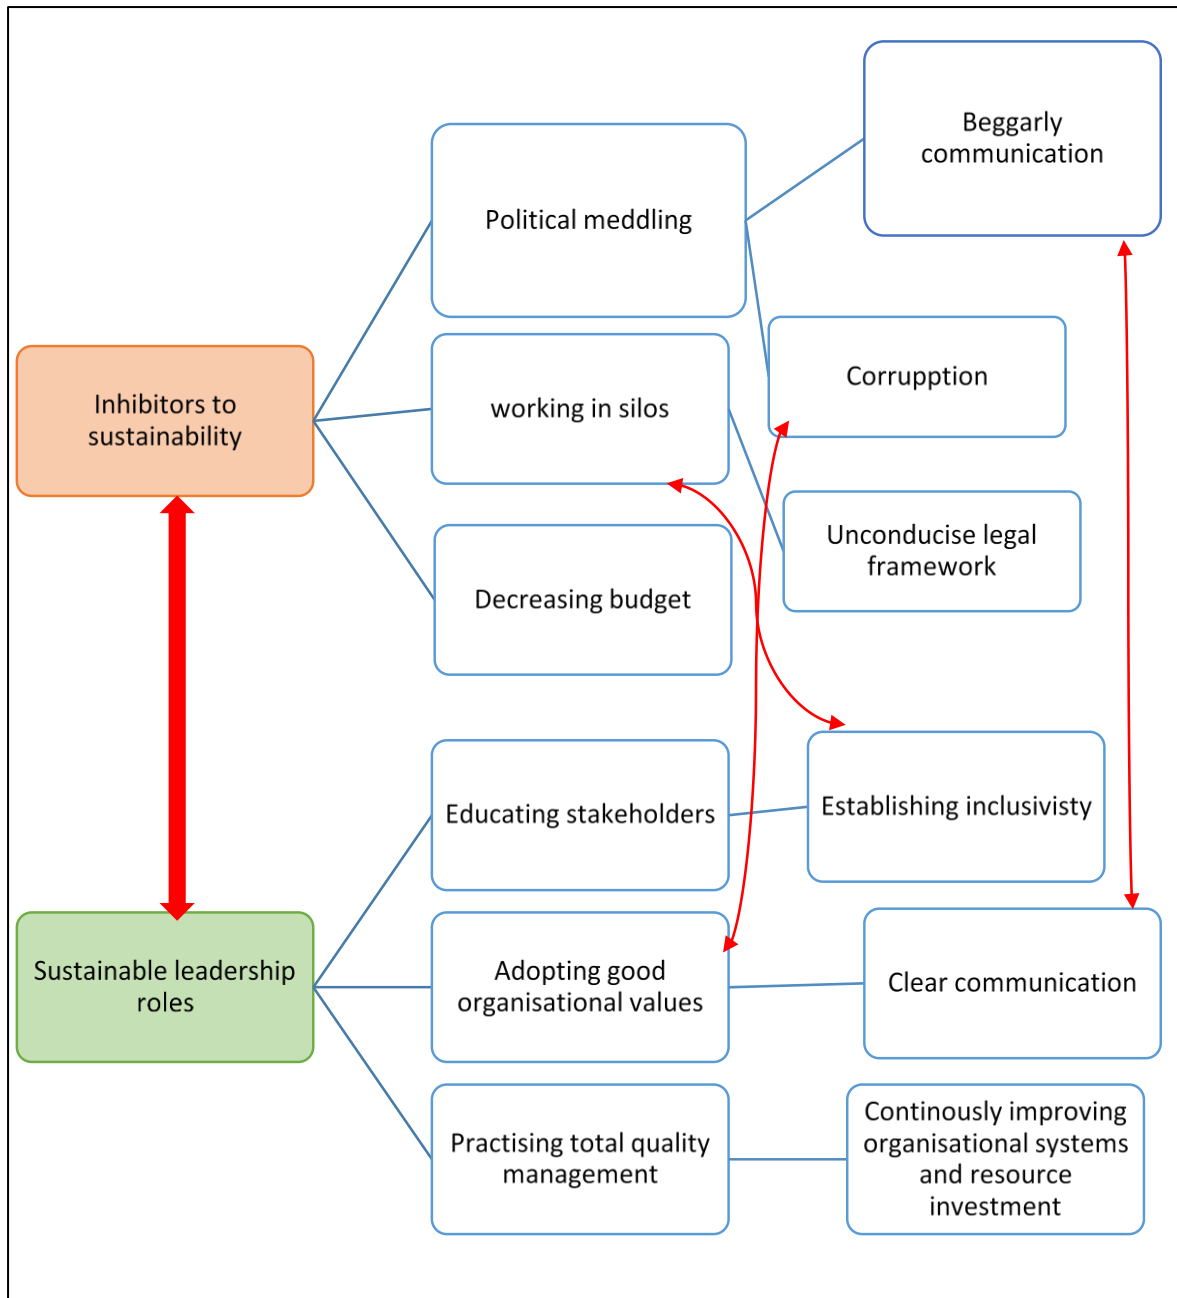 Beggarly
communication
Political meddling
Corrupption
Inhibitors to
sustainability
working in silos
Unconducise legal
framework
Decreasing budget
Educating stakeholders
Establishing inclusivisty
Sustainable leadership
roles
Adopting good
organisational values
Clear communication
Practising total quality
management
Continously improving
organisational systems
and resource
investment